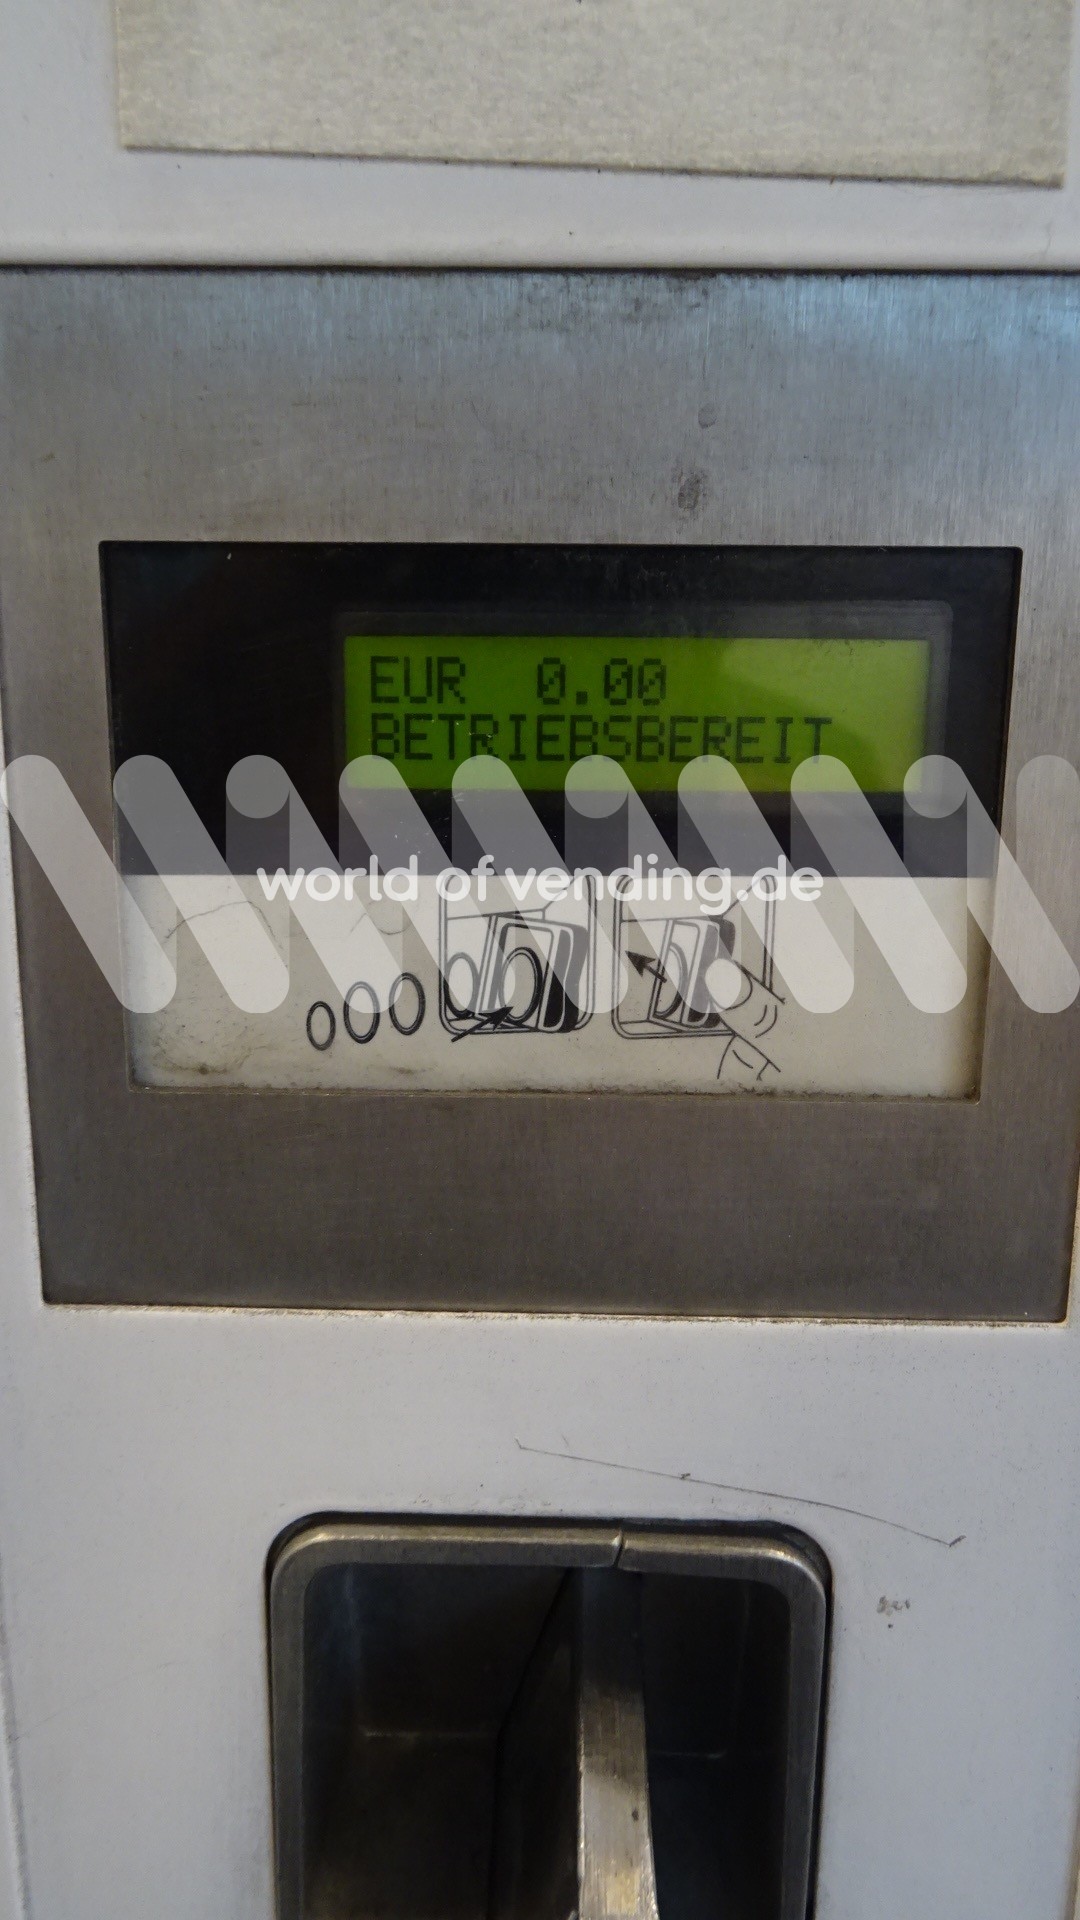 EUR 0.00
BETRIEBSBEREIT
world of vending.de